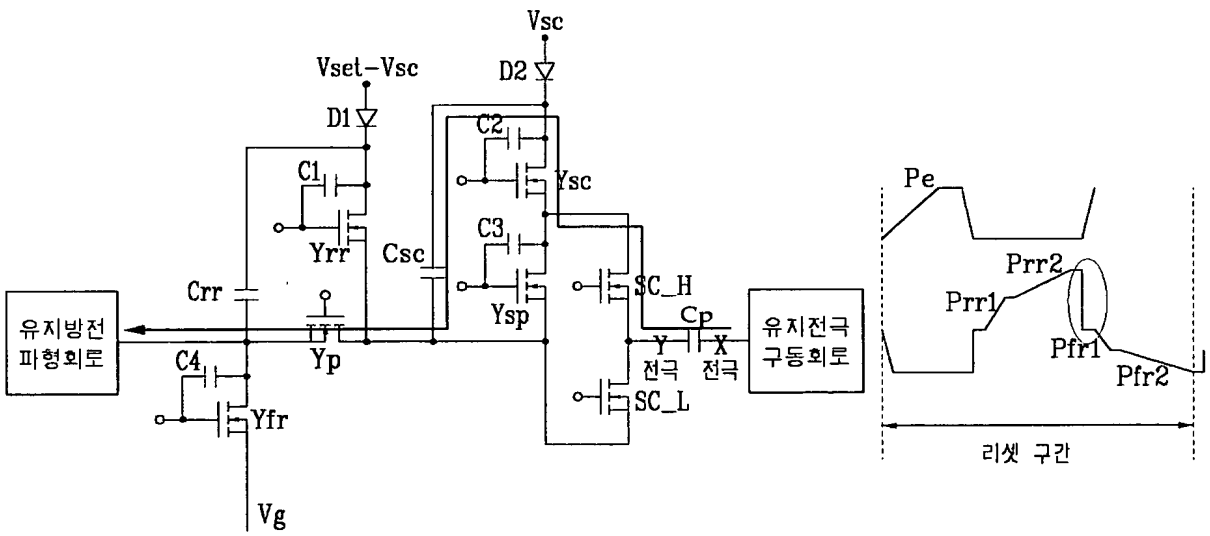 Vsc
Vset-Vsc
D2
D1
C2
C1
Ysc
C3
Yrr
Csc
Crr
Ysp
SC_H
유지방전
파형회로
Yp
Cp
Y
전극
X
전극
유지전극
구동회로
C4
Yfr
SC_L
Vg
Pe
Prr2
Prr1
Pfr1
Pfr2
리셋 구간